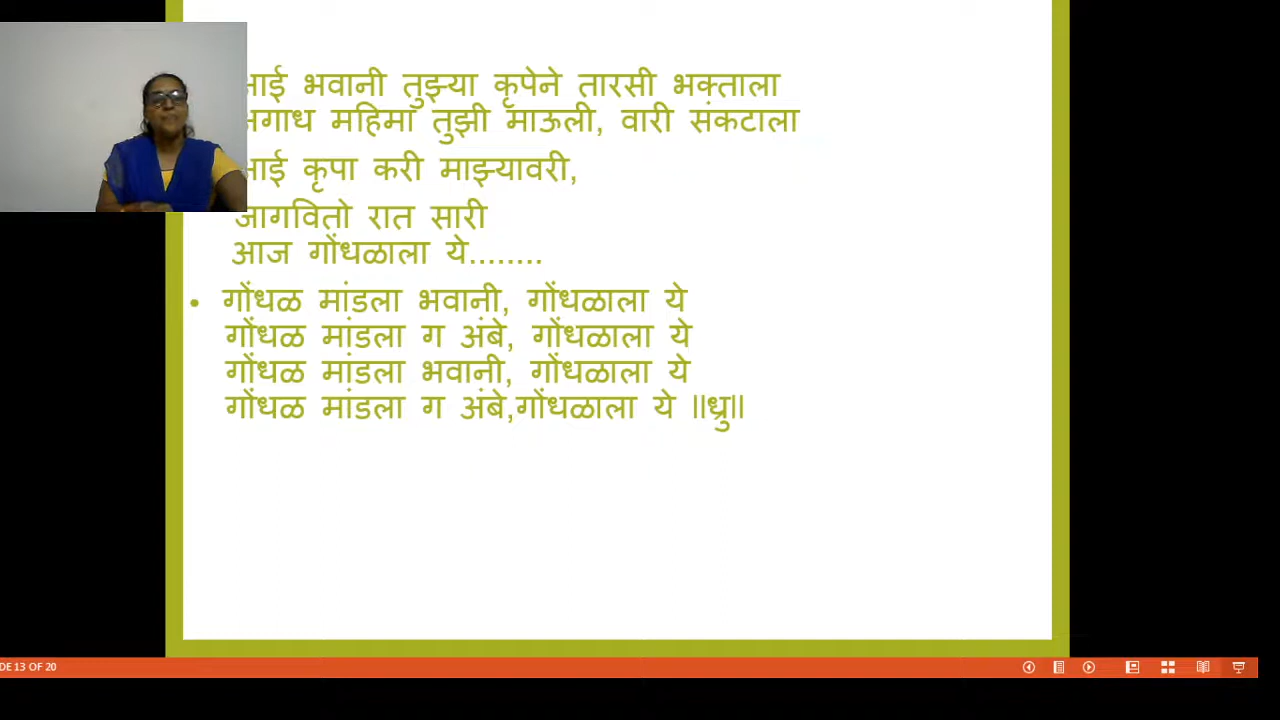 भवानी तुझ्या कृपेने तारसी भक्ताला
महिमा तुझी माऊली, वारी संकटाला
कृपा करी माझ्यावरी,
जागवितो रात सारी
आज गोंधळाला ये........
• गोंधळ मांडला भवानी, गोंधळाला ये
गोंधळ मांडला ग अंबे, गोंधळाला ये
गोंधळ मांडला भवानी, गोंधळाला ये
गोंधळ मांडला ग अंबे,गोंधळाला ये ॥ध्रु॥
13 OF 20